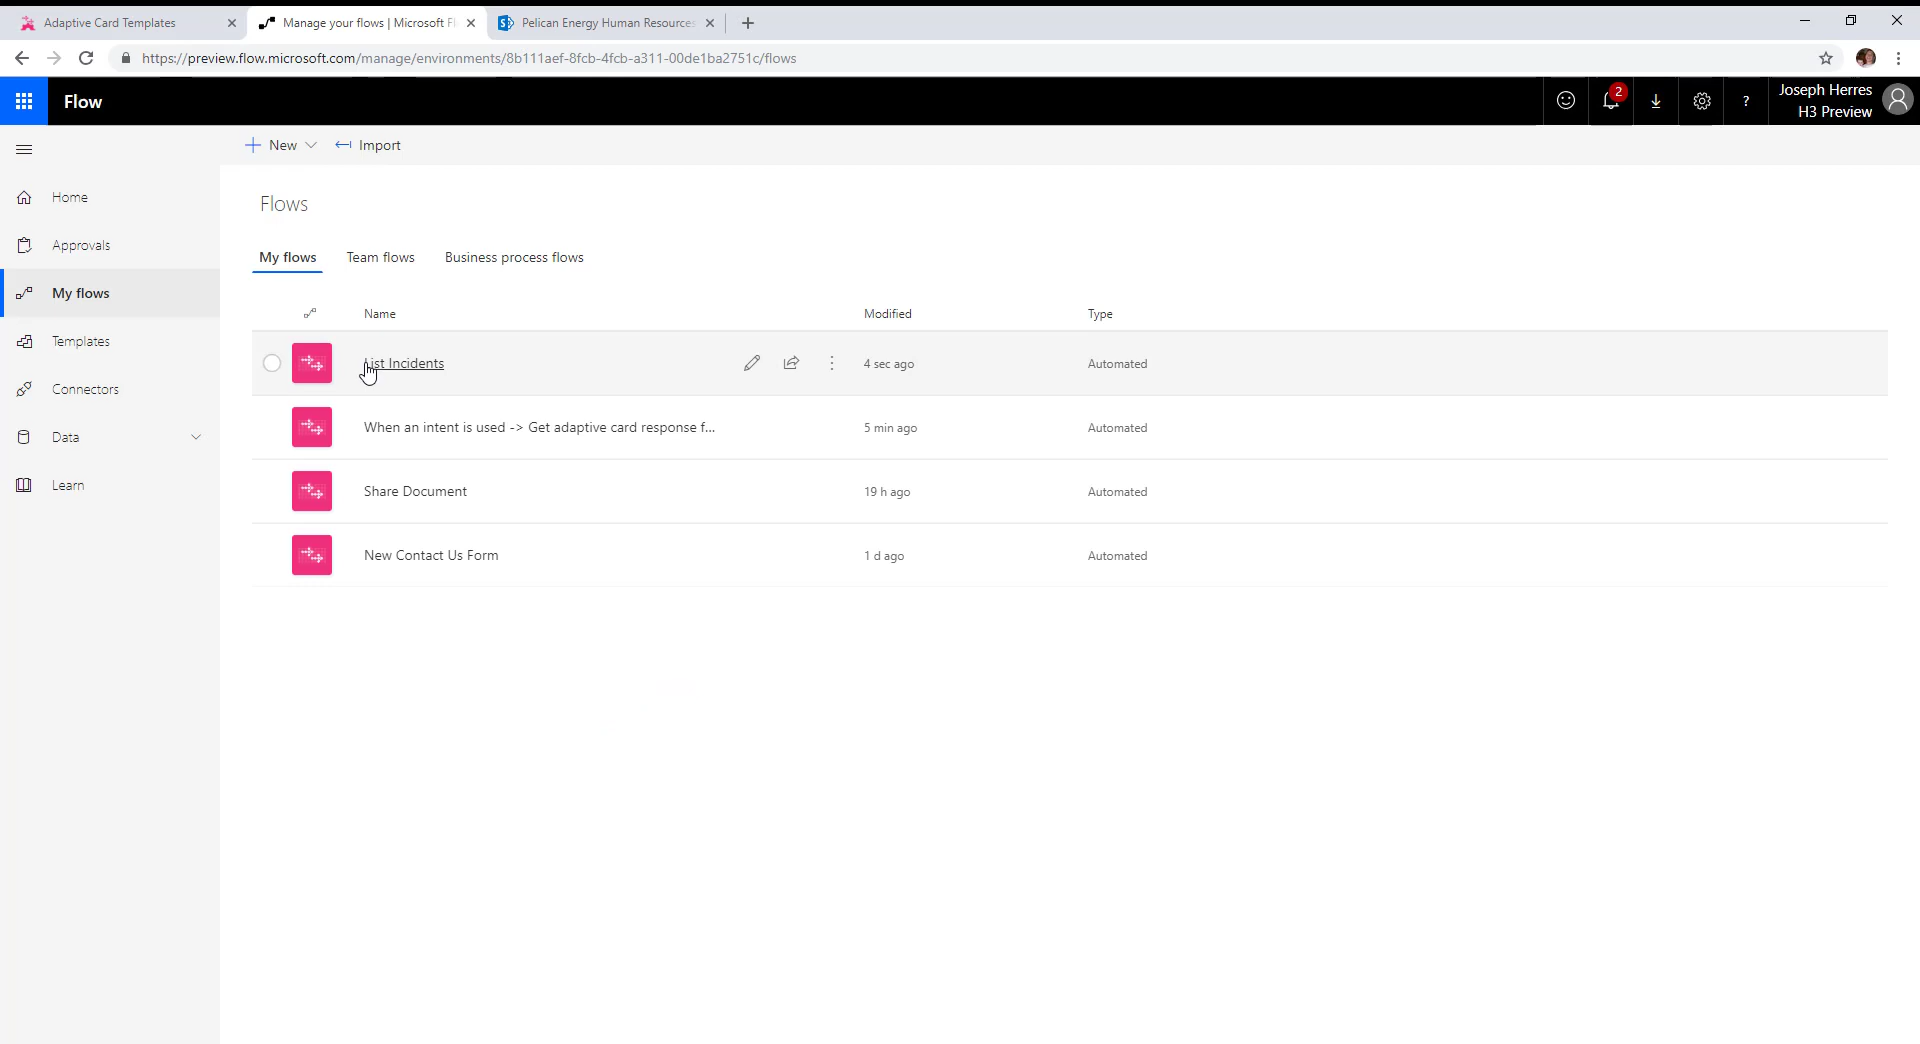 Adaptive Card Templates
Manage your flows | Microsoft Fl
Pelican Energy Human Resources
https://preview.flow.microsoft.com/manage/environments/8b111aef-8fcb-4fcb-a311-00de1ba2751c/flows
Flow
2
?
Joseph Herres
H3 Preview
New
Import
Home
Approvals
My flows
Templates
Connectors
Data
Learn
Flows
My flows
Team flows
Business process flows
Name
Modified
Type
List Incidents
4 sec ago
Automated
When an intent is used -> Get adaptive card response f...
5 min ago
Automated
Share Document
19 h ago
Automated
New Contact Us Form
1 d ago
Automated